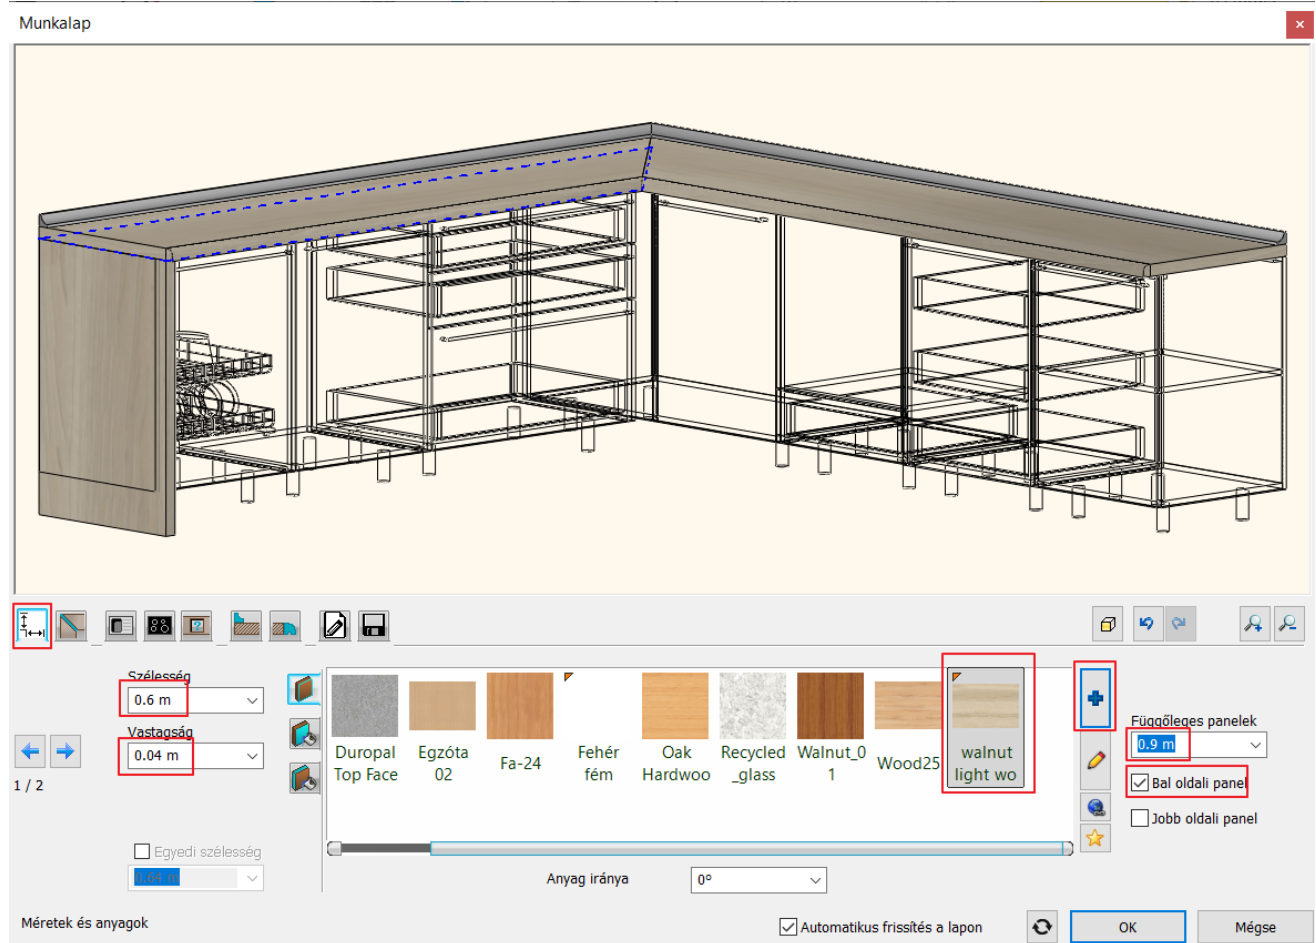 Munkalap
Szélesség
0.6 m
Vastagság
0.04 m
1 / 2
Egyedi szélesség
0.64 m
Duropal
Top Face
Egzóta
02
Fa-24
Fehér
fém
Oak
Hardwoo
Recycled
_glass
Walnut_0
1
Wood25
walnut
light wo
Anyag iránya
0°
Függőleges panelek
0.9 m
Bal oldali panel
Jobb oldali panel
Méretek és anyagok
Automatikus frissítés a lapon
OK
Mégse